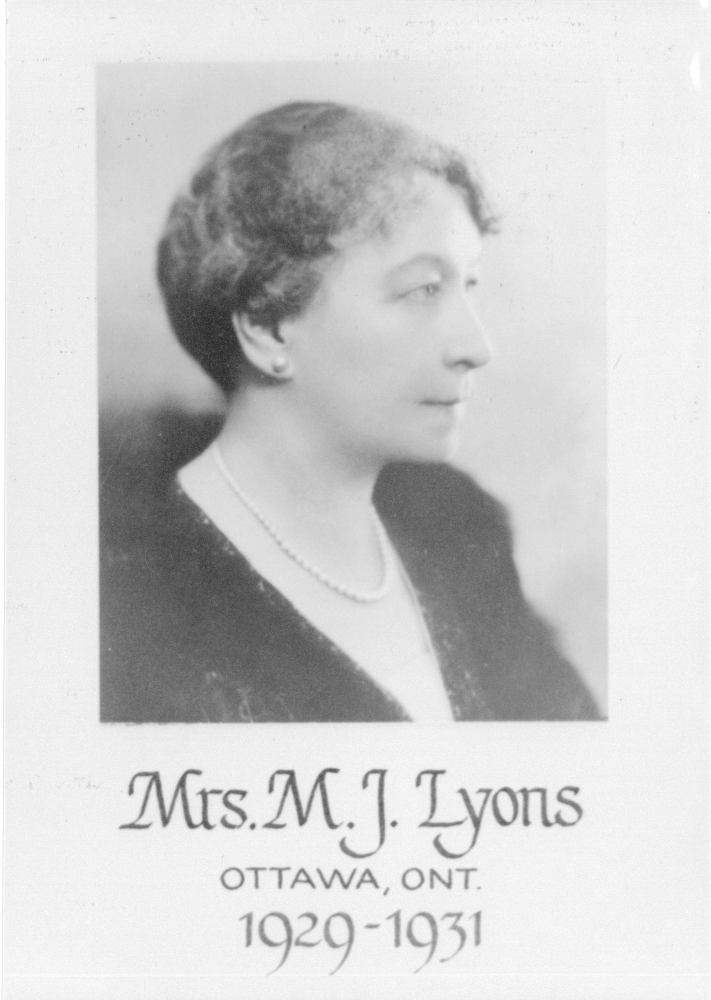 Mrs. M. J. Lyons
OTTAWA, ONT.
1929-1931